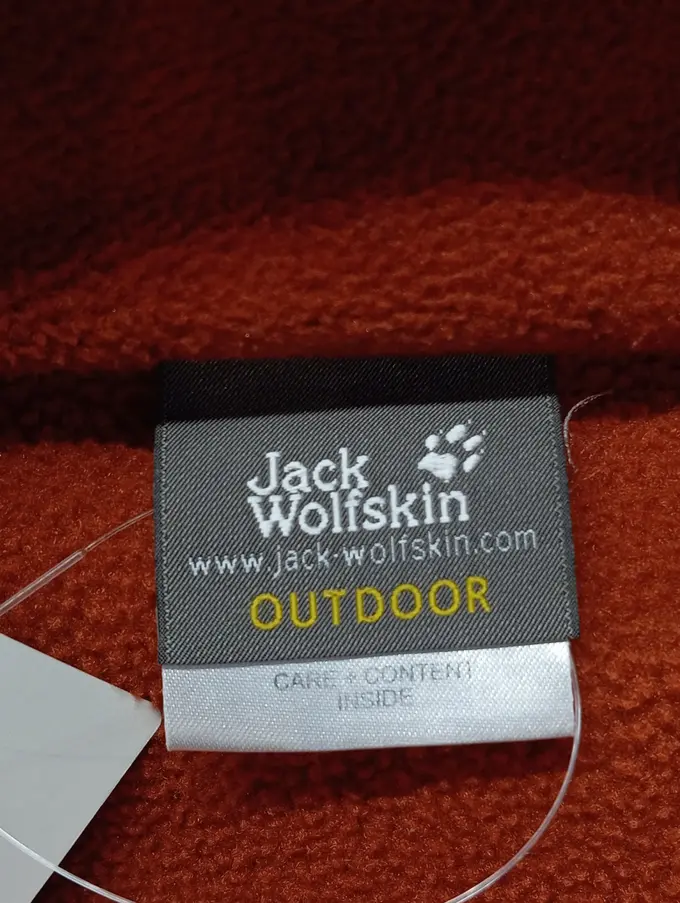 Jack
Wolfskin
www.jack-wolfskin.com
OUTDOOR
CARE + CONTENT
INSIDE